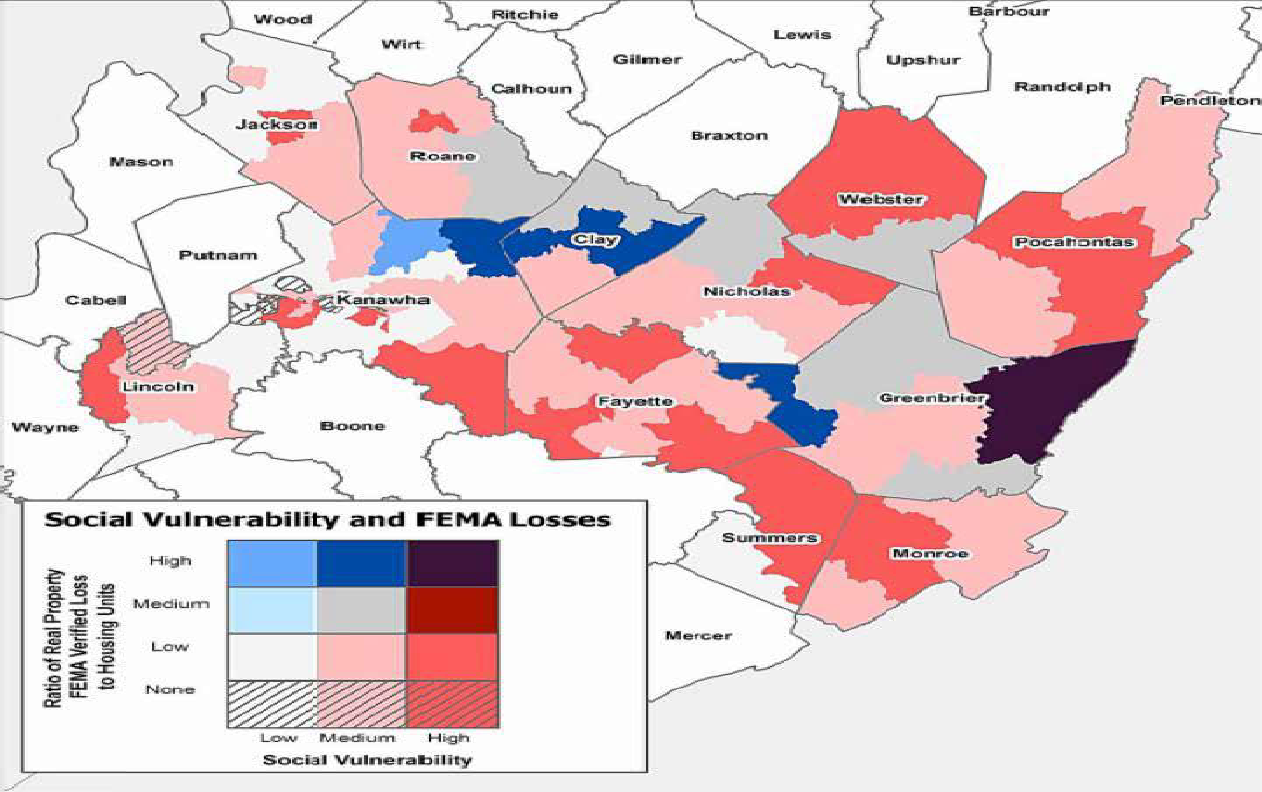 Wood
Ritchie
Barbour
Wirt
Lewis
Gilmer
Upshur
Calhoun
Randolph
Pendleton
Jackson
Braxton
Mason
Roane
Webster
Clay
Pocahontas
Putnam
Nicholas
Cabell
Kanawha
Lincoln
Greenbrier
Fayette
Wayne
Boone
Summers
Monroe
Mercer
Social Vulnerability and FEMA Losses
Ratio of Real Property
FEMA Verified Loss
to Housing Units
High
Medium
Low
None
Low Medium High
Social Vulnerability